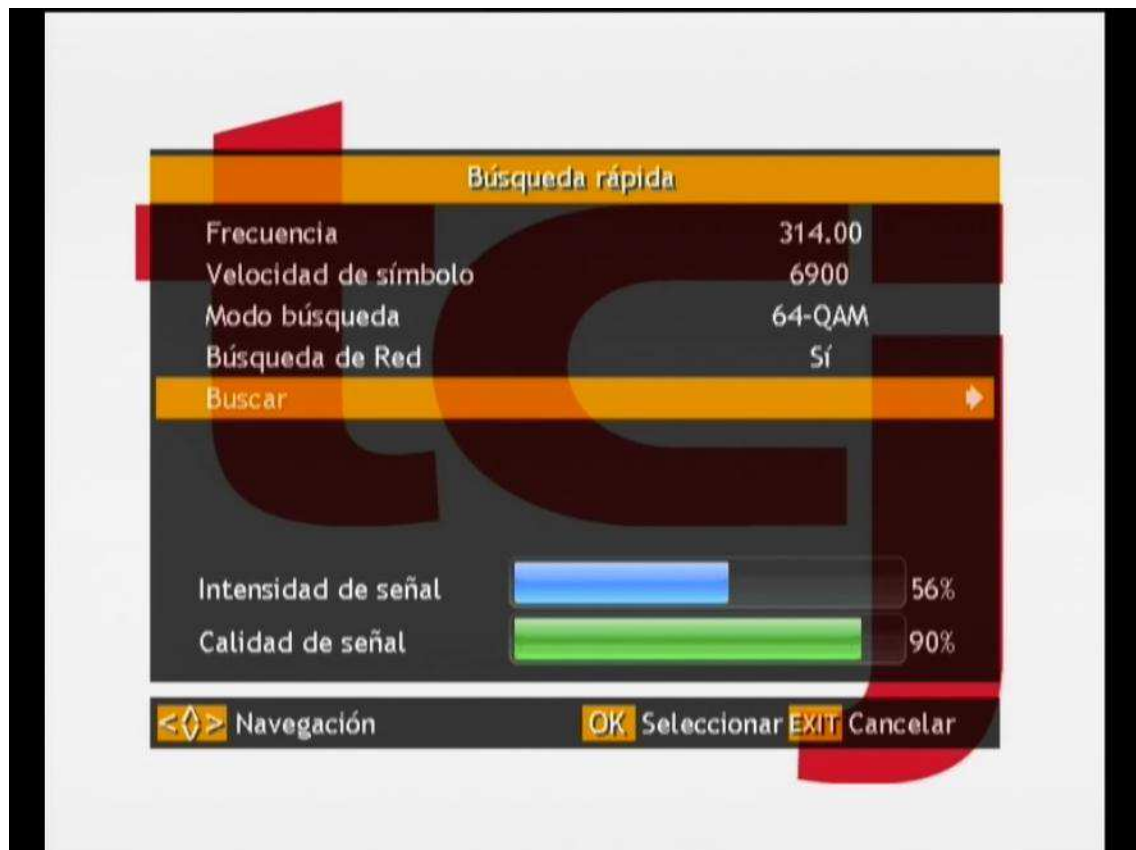 Búsqueda rápida
Frecuencia 314.00
Velocidad de símbolo 6900
Modo búsqueda 64-QAM
Búsqueda de Red Sí
Buscar
Intensidad de señal 56%
Calidad de señal 90%
<> Navegación OK Seleccionar EXIT Cancelar